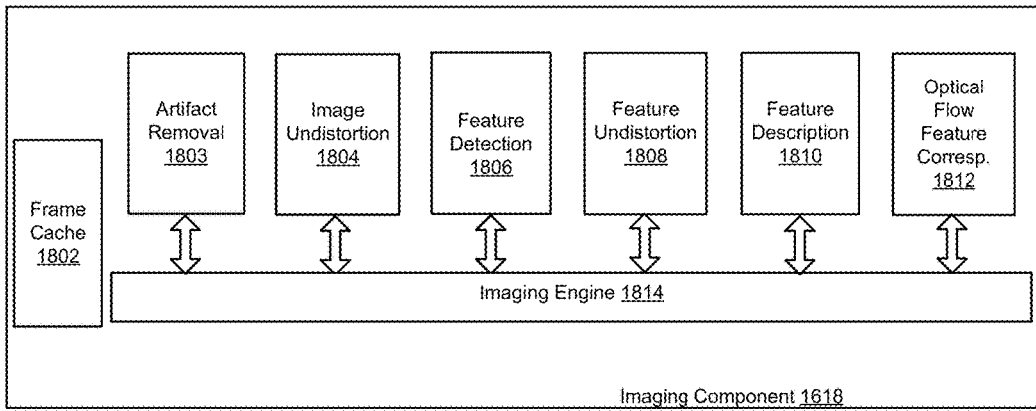 Artifact
Removal
1803
Image
Undistortion
1804
Feature
Detection
1806
Feature
Undistortion
1808
Feature
Description
1810
Optical
Flow
Feature
Corresp.
1812
Frame
Cache
1802
Imaging Engine 1814
Imaging Component 1618